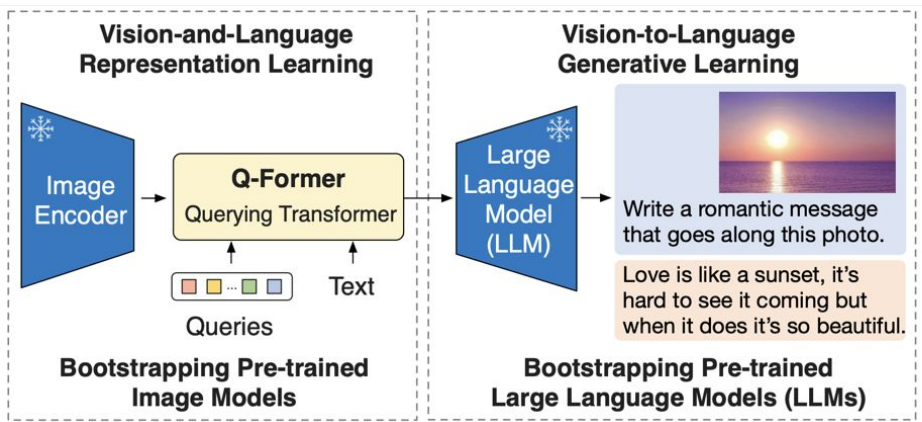 Vision-and-Language
Representation Learning
Image
Encoder
Q-Former
Querying Transformer
...
Queries
Text
Bootstrapping Pre-trained
Image Models
Vision-to-Language
Generative Learning
Large
Language
Model
(LLM)
Write a romantic message
that goes along this photo.
Love is like a sunset, it's
hard to see it coming but
when it does it's so beautiful.
Bootstrapping Pre-trained
Large Language Models (LLMs)